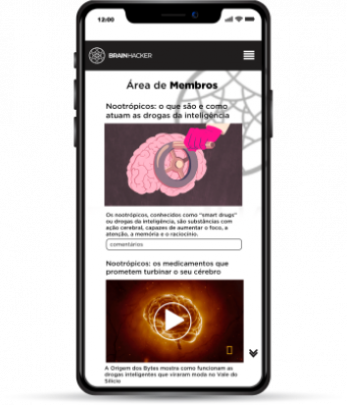 12:00
BRAINHACKER
Área de Membros
Nootrópicos: o que são e como
atuam as drogas da inteligência
Os nootrópicos, conhecidos como "smart drugs"
ou drogas da inteligência, são substâncias com
ação cerebral, capazes de aumentar o foco, a
atenção, a memória e o raciocínio.
comentários
Nootrópicos: os medicamentos que
prometem turbinar o seu cérebro
A Origem dos Bytes mostra como funcionam as
drogas inteligentes que viraram moda no Vale do
Silício